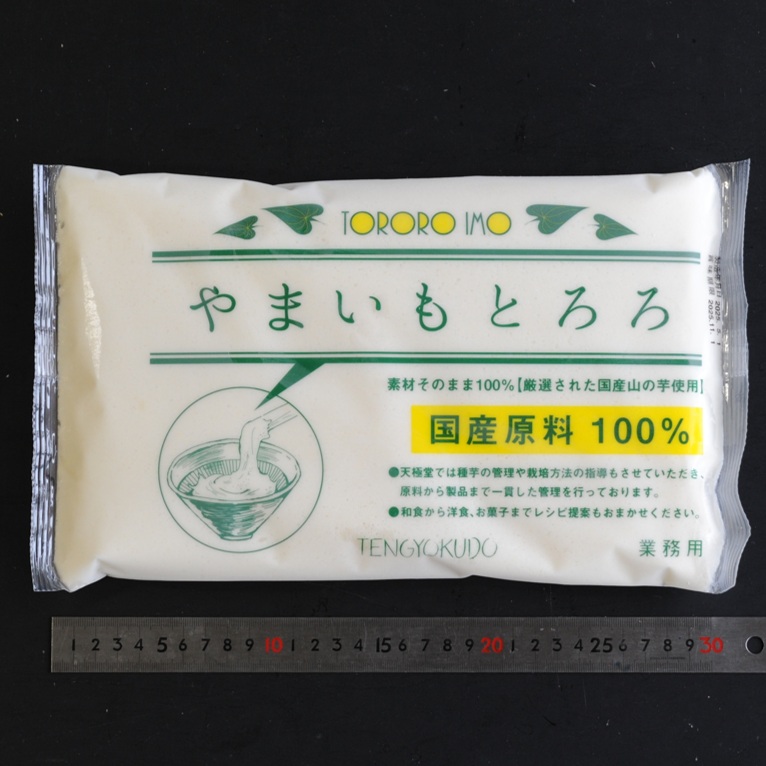 TORORO IMO
やまいもとろろ
素材そのまま100%【厳選された国産山の芋使用】
国産原料 100%
●天極堂では種芋の管理や栽培方法の指導もさせていただき、
原料から製品まで一貫した管理を行っております。
●和食から洋食、お菓子までレシピ提案もおまかせください。
TENGYOKUDO
業務用
賞味期限 2025.11. 1
1 2 3 4 5 6 7 8 9 10 1 2 3 4 15 6 7 8 9 20 1 2 3 4 25 6 7 8 9 30